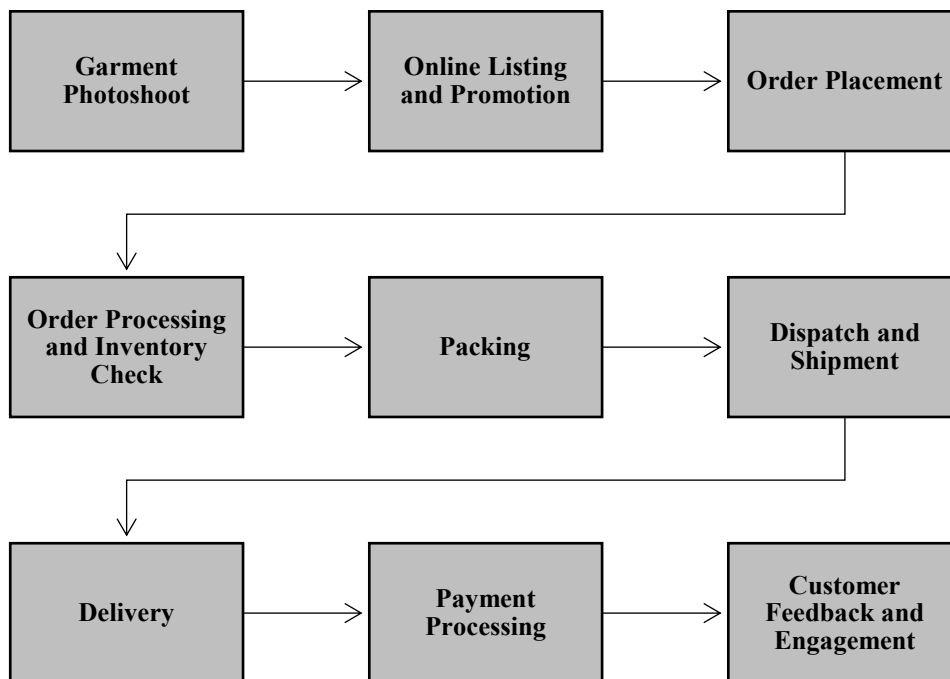 Garment
Photoshoot
Online Listing
and Promotion
Order Placement
Order Processing
and Inventory
Check
Packing
Dispatch and
Shipment
Delivery
Payment
Processing
Customer
Feedback and
Engagement